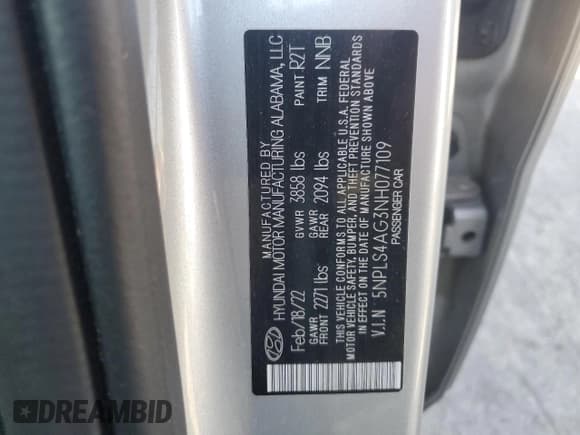 MANUFACTURED BY
HYUNDAI MOTOR MANUFACTURING ALABAMA, LLC
Feb/18/22 GVWR 3858 lbs PAINT R2T
GAWR FRONT 2271 lbs GAWR REAR 2094 lbs TRIM NNB
THIS VEHICLE CONFORMS TO ALL APPLICABLE U.S.A. FEDERAL
MOTOR VEHICLE SAFETY, BUMPER, AND THEFT PREVENTION STANDARDS
IN EFFECT ON THE DATE OF MANUFACTURE SHOWN ABOVE.
V.I.N 5NPLS4AG3NH077109
PASSENGER CAR
DREAMBID